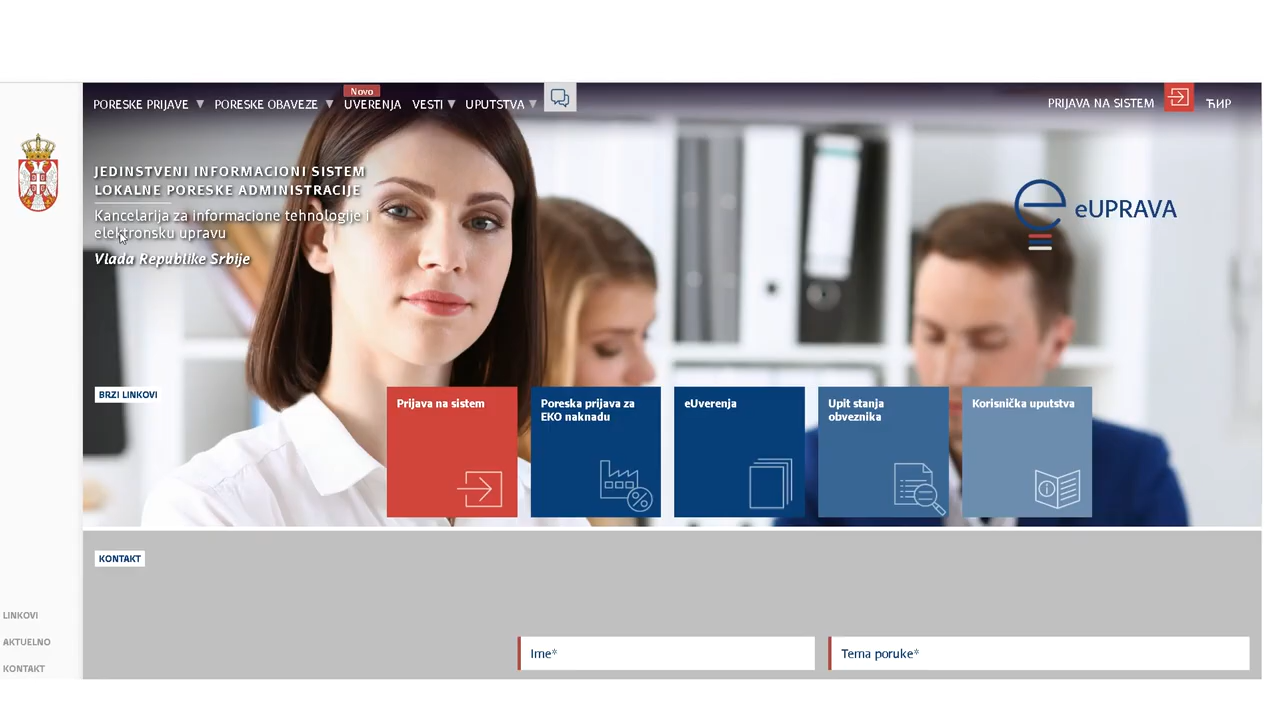 Novo
PORESKE PRIJAVE PORESKE OBAVEZE UVERENJA VESTI UPUTSTVA
PRIJAVA NA SISTEM ЋИР
JEDINSTVENI INFORMACIONI SISTEM
LOKALNE PORESKE ADMINISTRACIJE
Kancelarija za informacione tehnologije i
elektronsku upravu
Vlada Republike Srbije
eUPRAVA
BRZI LINKOVI
Prijava na sistem
Poreska prijava za
EKO naknadu
eUverenja
Upit stanja
obveznika
Korisnička uputstva
KONTAKT
LINKOVI
AKTUELNO
KONTAKT
Ime*
Tema poruke*